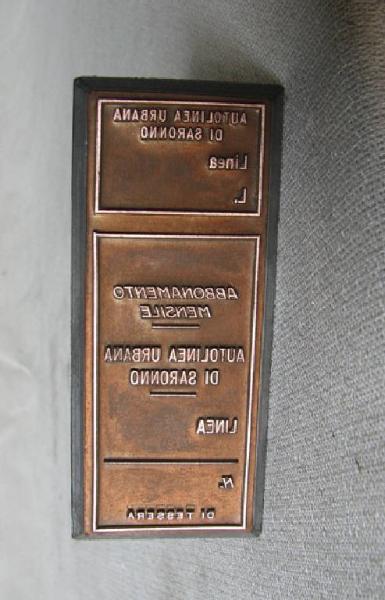 AUTOLINEA URBANA
DI SARONNO
Linea
L.
ABBONAMENTO
MENSILE
AUTOLINEA URBANA
DI SARONNO
LINEA
N.
DI TESSERA